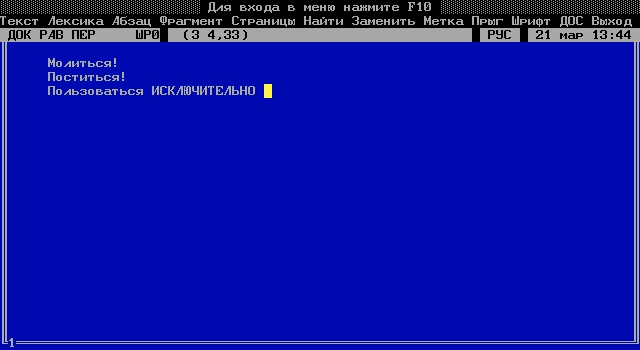 Для входа в меню нажмите F10
Текст Лексика Абзац Фрагмент Страницы Найти Заменить Метка Прыг Шрифт ДОС Выход
ДОК РАВ ПЕР ШР0 (3 4,33) РУС 21 мар 13:44
Молиться!
Поститься!
Пользоваться ИСКЛЮЧИТЕЛЬНО
1